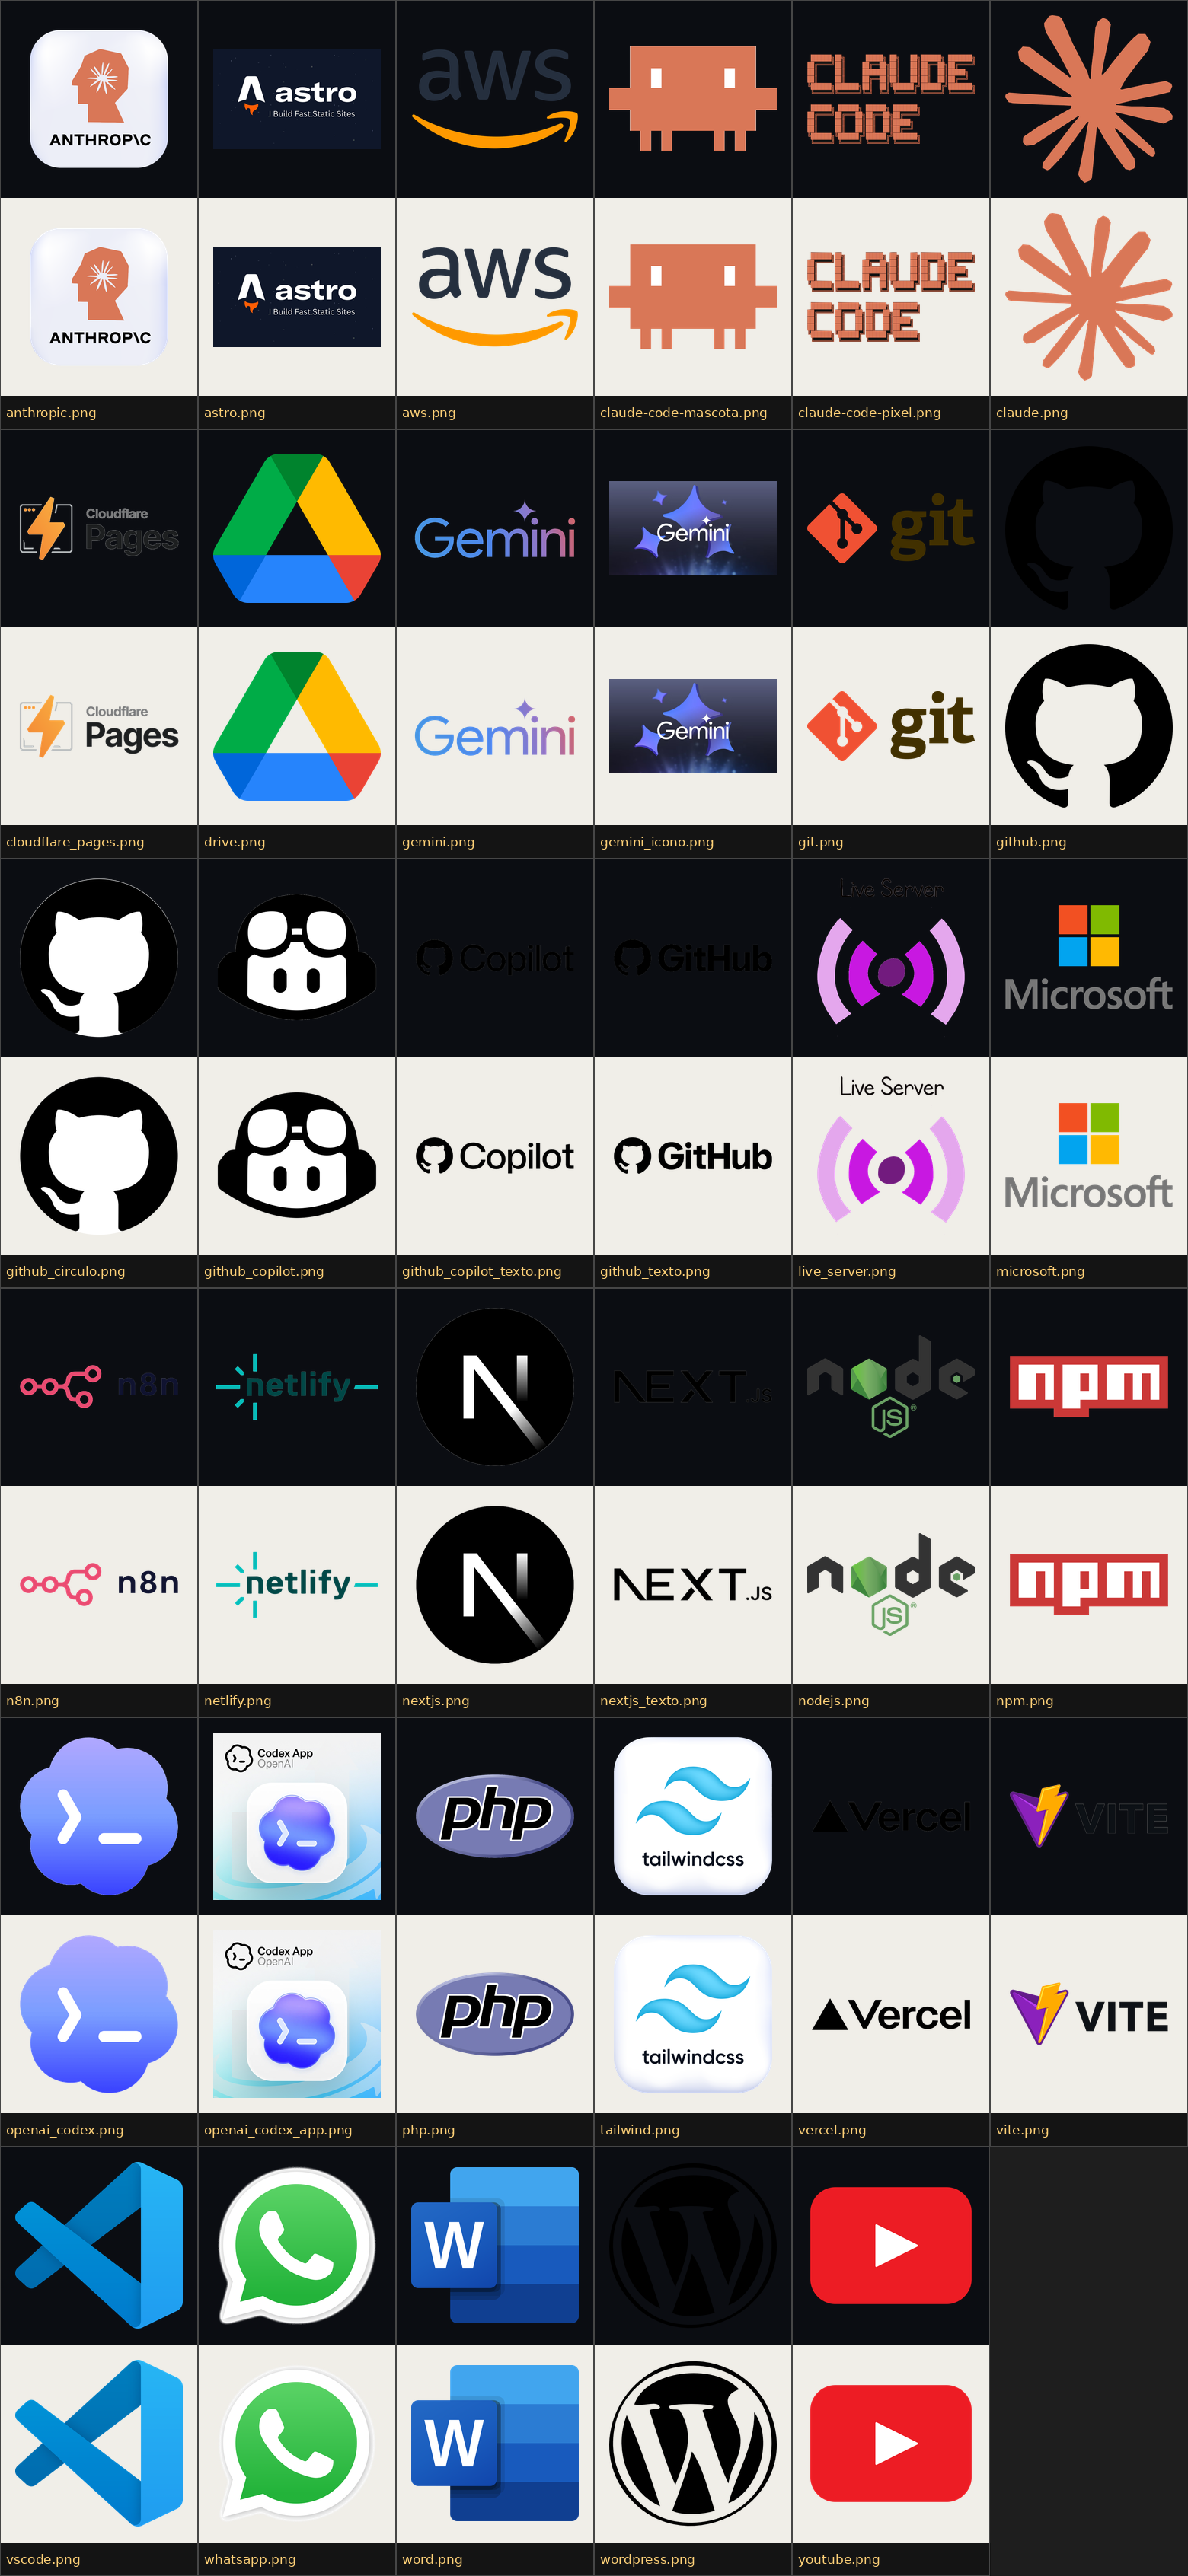 ANTHROP\C
astro
I Build Fast Static Sites
aws
CLAUDE
CODE
ANTHROP\C
astro
I Build Fast Static Sites
aws
CLAUDE
CODE
anthropic.png
astro.png
aws.png
claude-code-mascota.png
claude-code-pixel.png
claude.png
Cloudflare
Pages
Gemini
Gemini
git
Cloudflare
Pages
Gemini
Gemini
git
cloudflare_pages.png
drive.png
gemini.png
gemini_icono.png
git.png
github.png
Copilot
GitHub
Live Server
Microsoft
Copilot
GitHub
Live Server
Microsoft
github_circulo.png
github_copilot.png
github_copilot_texto.png
github_texto.png
live_server.png
microsoft.png
n8n
netlify
N
NEXT.JS
node
JS
®
npm
n8n
netlify
N
NEXT.JS
node
JS
®
npm
n8n.png
netlify.png
nextjs.png
nextjs_texto.png
nodejs.png
npm.png
Codex App
OpenAI
php
tailwindcss
Vercel
VITE
Codex App
OpenAI
php
tailwindcss
Vercel
VITE
openai_codex.png
openai_codex_app.png
php.png
tailwind.png
vercel.png
vite.png
W
W
W
W
vscode.png
whatsapp.png
word.png
wordpress.png
youtube.png